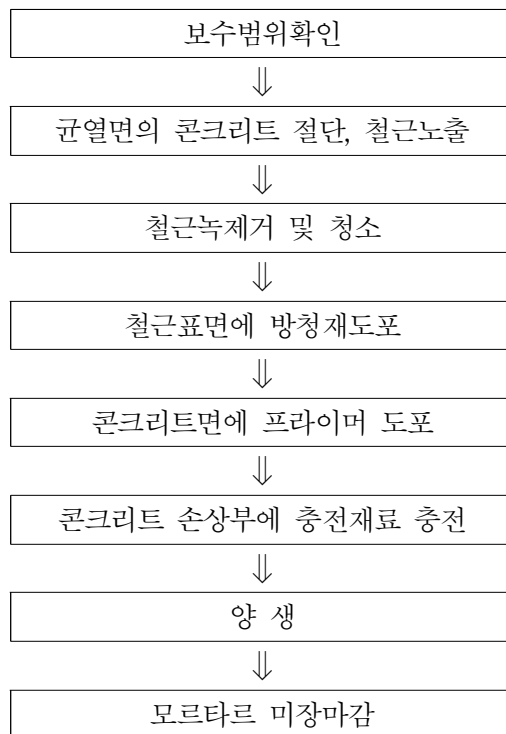 보수범위확인
⇓
균열면의 콘크리트 절단, 철근노출
⇓
철근녹제거 및 청소
⇓
철근표면에 방청재도포
⇓
콘크리트면에 프라이머 도포
⇓
콘크리트 손상부에 충전재료 충전
⇓
양 생
⇓
모르타르 미장마감